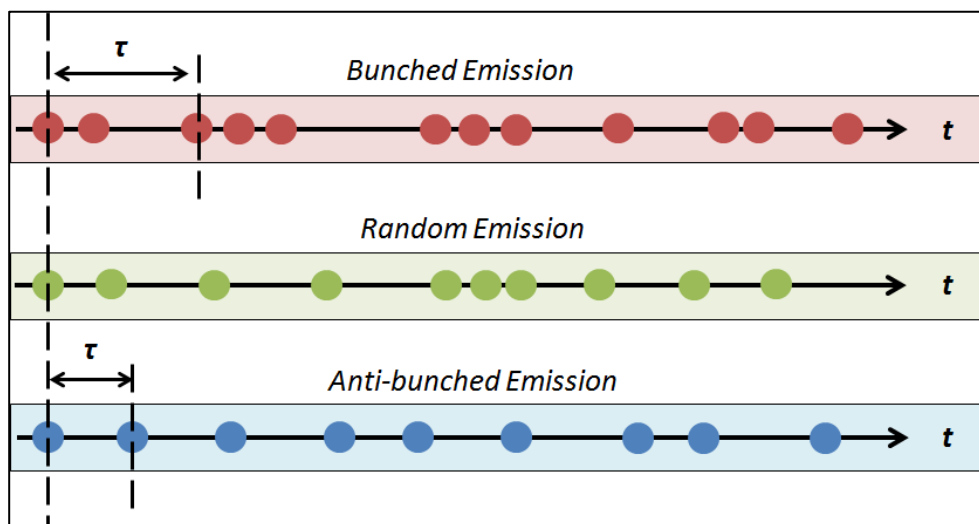 τ
Bunched Emission
t
Random Emission
t
τ
Anti-bunched Emission
t